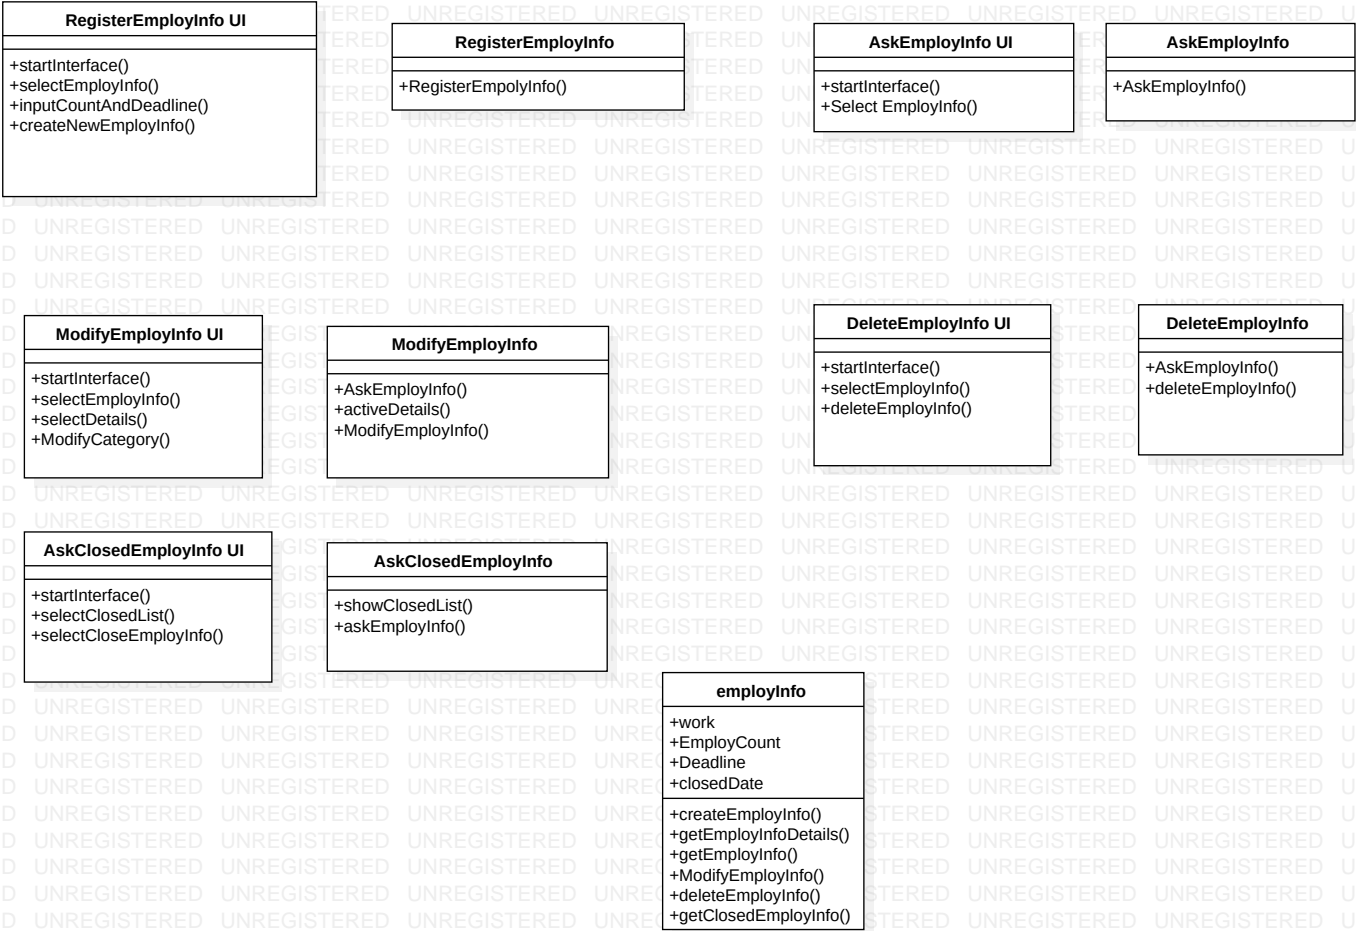 RegisterEmployInfo UI
+startInterface()
+selectEmployInfo()
+inputCountAndDeadline()
+createNewEmployInfo()
RegisterEmployInfo
+RegisterEmpolyInfo()
AskEmployInfo UI
+startInterface()
+Select EmployInfo()
AskEmployInfo
+AskEmployInfo()
ModifyEmployInfo UI
+startInterface()
+selectEmployInfo()
+selectDetails()
+ModifyCategory()
ModifyEmployInfo
+AskEmployInfo()
+activeDetails()
+ModifyEmployInfo()
DeleteEmployInfo UI
+startInterface()
+selectEmployInfo()
+deleteEmployInfo()
DeleteEmployInfo
+AskEmployInfo()
+deleteEmployInfo()
AskClosedEmployInfo UI
+startInterface()
+selectClosedList()
+selectCloseEmployInfo()
AskClosedEmployInfo
+showClosedList()
+askEmployInfo()
employInfo
+work
+EmployCount
+Deadline
+closedDate
+createEmployInfo()
+getEmployInfoDetails()
+getEmployInfo()
+ModifyEmployInfo()
+deleteEmployInfo()
+getClosedEmployInfo()
UNREGISTERED